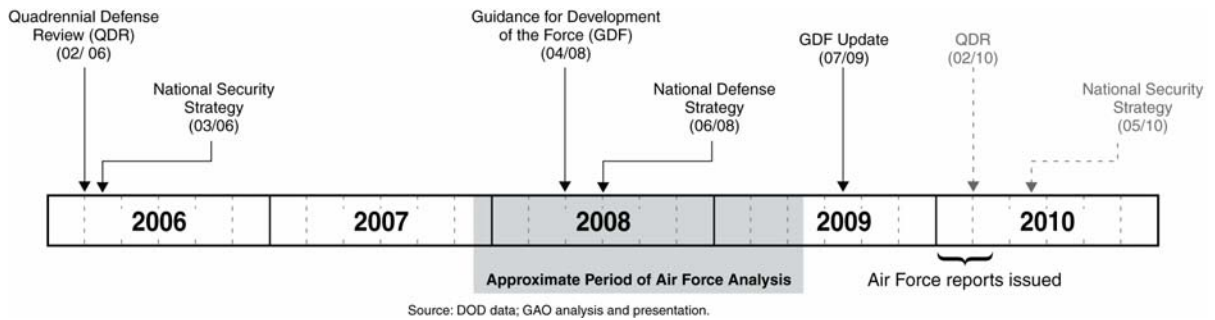 Quadrennial Defense
Review (QDR)
(02/ 06)
National Security
Strategy
(03/06)
Guidance for Development
of the Force (GDF)
(04/08)
National Defense
Strategy
(06/08)
GDF Update
(07/09)
QDR
(02/10)
National Security
Strategy
(05/10)
2006
2007
2008
2009
2010
Approximate Period of Air Force Analysis
Air Force reports issued
Source: DOD data; GAO analysis and presentation.